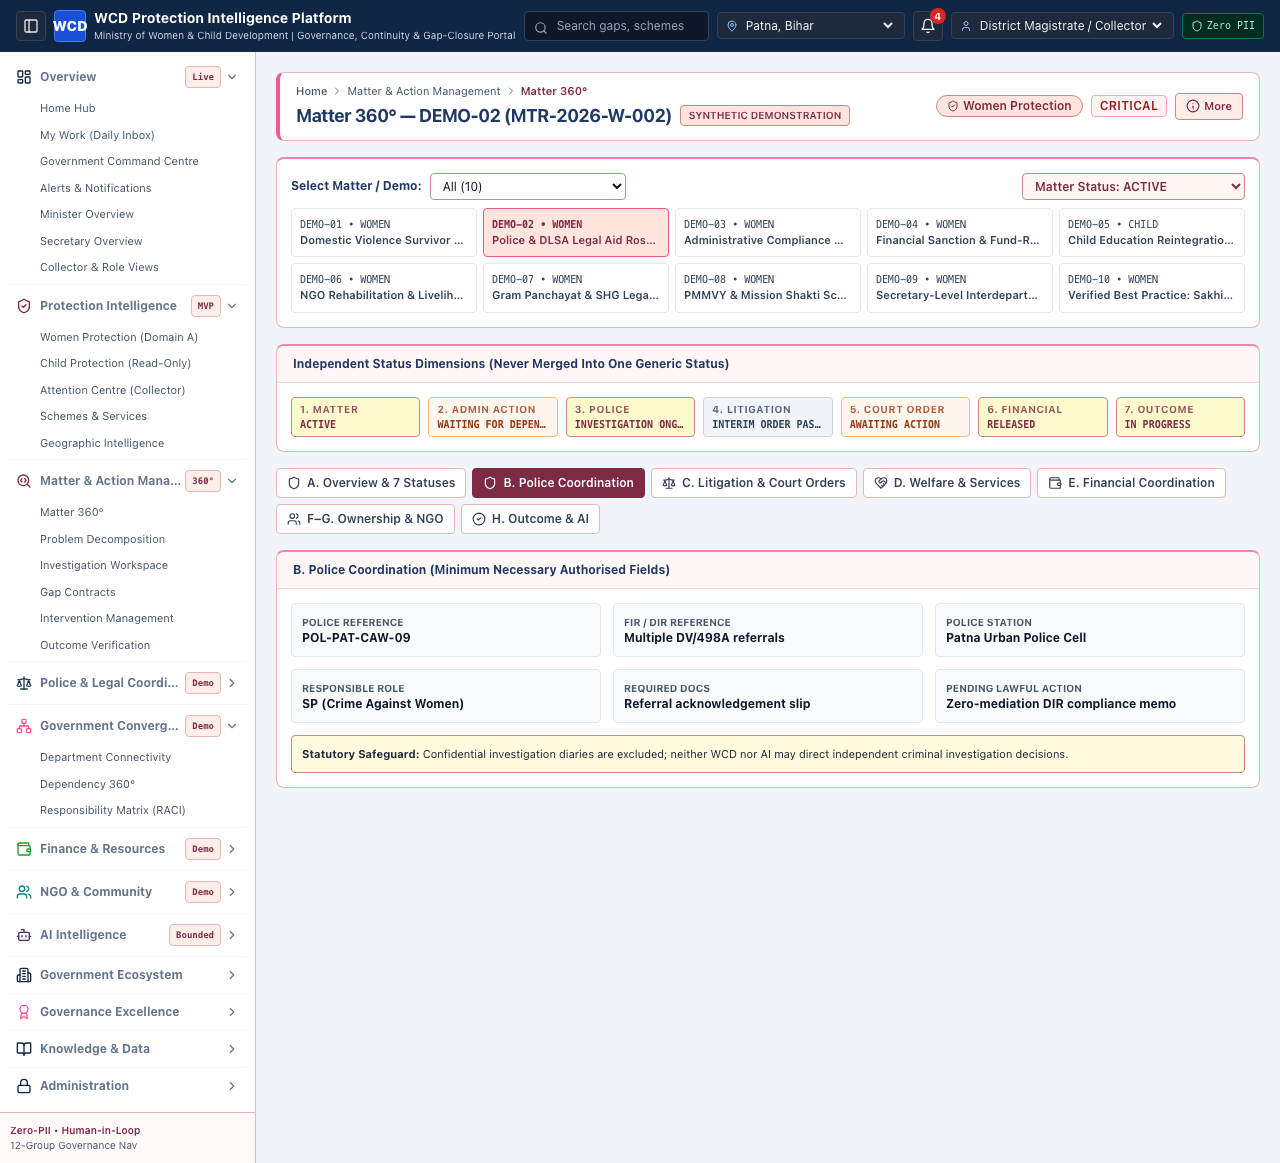 WCD
WCD Protection Intelligence Platform
Ministry of Women & Child Development | Governance, Continuity & Gap-Closure Portal
Search gaps, schemes
Patna, Bihar
4
District Magistrate / Collector
Zero PII
Overview
Live
Home Hub
My Work (Daily Inbox)
Government Command Centre
Alerts & Notifications
Minister Overview
Secretary Overview
Collector & Role Views
Protection Intelligence
MVP
Women Protection (Domain A)
Child Protection (Read-Only)
Attention Centre (Collector)
Schemes & Services
Geographic Intelligence
Matter & Action Mana...
360°
Matter 360°
Problem Decomposition
Investigation Workspace
Gap Contracts
Intervention Management
Outcome Verification
Police & Legal Coordi...
Demo
Government Converg...
Demo
Department Connectivity
Dependency 360°
Responsibility Matrix (RACI)
Finance & Resources
Demo
NGO & Community
Demo
AI Intelligence
Bounded
Government Ecosystem
Governance Excellence
Knowledge & Data
Administration
Zero-PII • Human-in-Loop
12-Group Governance Nav
Home > Matter & Action Management > Matter 360°
Matter 360° — DEMO-02 (MTR-2026-W-002)
SYNTHETIC DEMONSTRATION
Women Protection
CRITICAL
More
Select Matter / Demo:
All (10)
Matter Status: ACTIVE
DEMO-01 • WOMEN
Domestic Violence Survivor ...
DEMO-02 • WOMEN
Police & DLSA Legal Aid Ros...
DEMO-03 • WOMEN
Administrative Compliance ...
DEMO-04 • WOMEN
Financial Sanction & Fund-R...
DEMO-05 • CHILD
Child Education Reintegratio...
DEMO-06 • WOMEN
NGO Rehabilitation & Livelih...
DEMO-07 • WOMEN
Gram Panchayat & SHG Lega...
DEMO-08 • WOMEN
PMMVY & Mission Shakti Sc...
DEMO-09 • WOMEN
Secretary-Level Interdepart...
DEMO-10 • WOMEN
Verified Best Practice: Sakhi...
Independent Status Dimensions (Never Merged Into One Generic Status)
1. MATTER
ACTIVE
2. ADMIN ACTION
WAITING FOR DEPEN…
3. POLICE
INVESTIGATION ONG…
4. LITIGATION
INTERIM ORDER PAS…
5. COURT ORDER
AWAITING ACTION
6. FINANCIAL
RELEASED
7. OUTCOME
IN PROGRESS
A. Overview & 7 Statuses
B. Police Coordination
C. Litigation & Court Orders
D. Welfare & Services
E. Financial Coordination
F–G. Ownership & NGO
H. Outcome & AI
B. Police Coordination (Minimum Necessary Authorised Fields)
POLICE REFERENCE
POL-PAT-CAW-09
FIR / DIR REFERENCE
Multiple DV/498A referrals
POLICE STATION
Patna Urban Police Cell
RESPONSIBLE ROLE
SP (Crime Against Women)
REQUIRED DOCS
Referral acknowledgement slip
PENDING LAWFUL ACTION
Zero-mediation DIR compliance memo
Statutory Safeguard: Confidential investigation diaries are excluded; neither WCD nor AI may direct independent criminal investigation decisions.